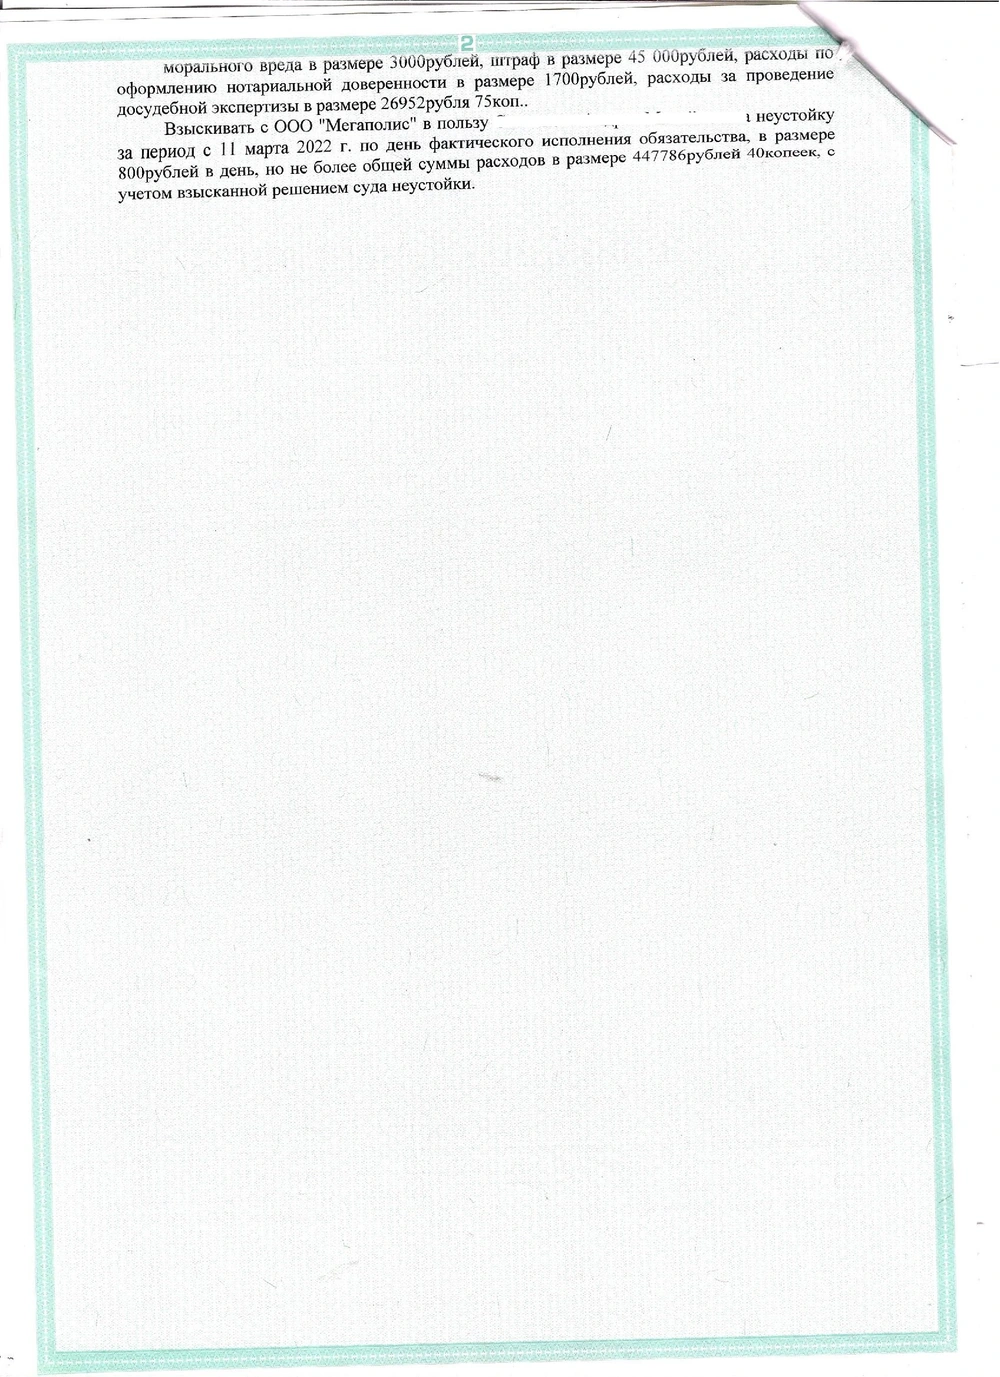 2
морального вреда в размере 3000рублей, штраф в размере 45 000рублей, расходы по
оформлению нотариальной доверенности в размере 1700рублей, расходы за проведение
досудебной экспертизы в размере 26952рубля 75коп..
Взыскивать с ООО "Мегаполис" в пользу неустойку
за период с 11 марта 2022 г. по день фактического исполнения обязательства, в размере
800рублей в день, но не более общей суммы расходов в размере 447786рублей 40копеек, с
учетом взысканной решением суда неустойки.